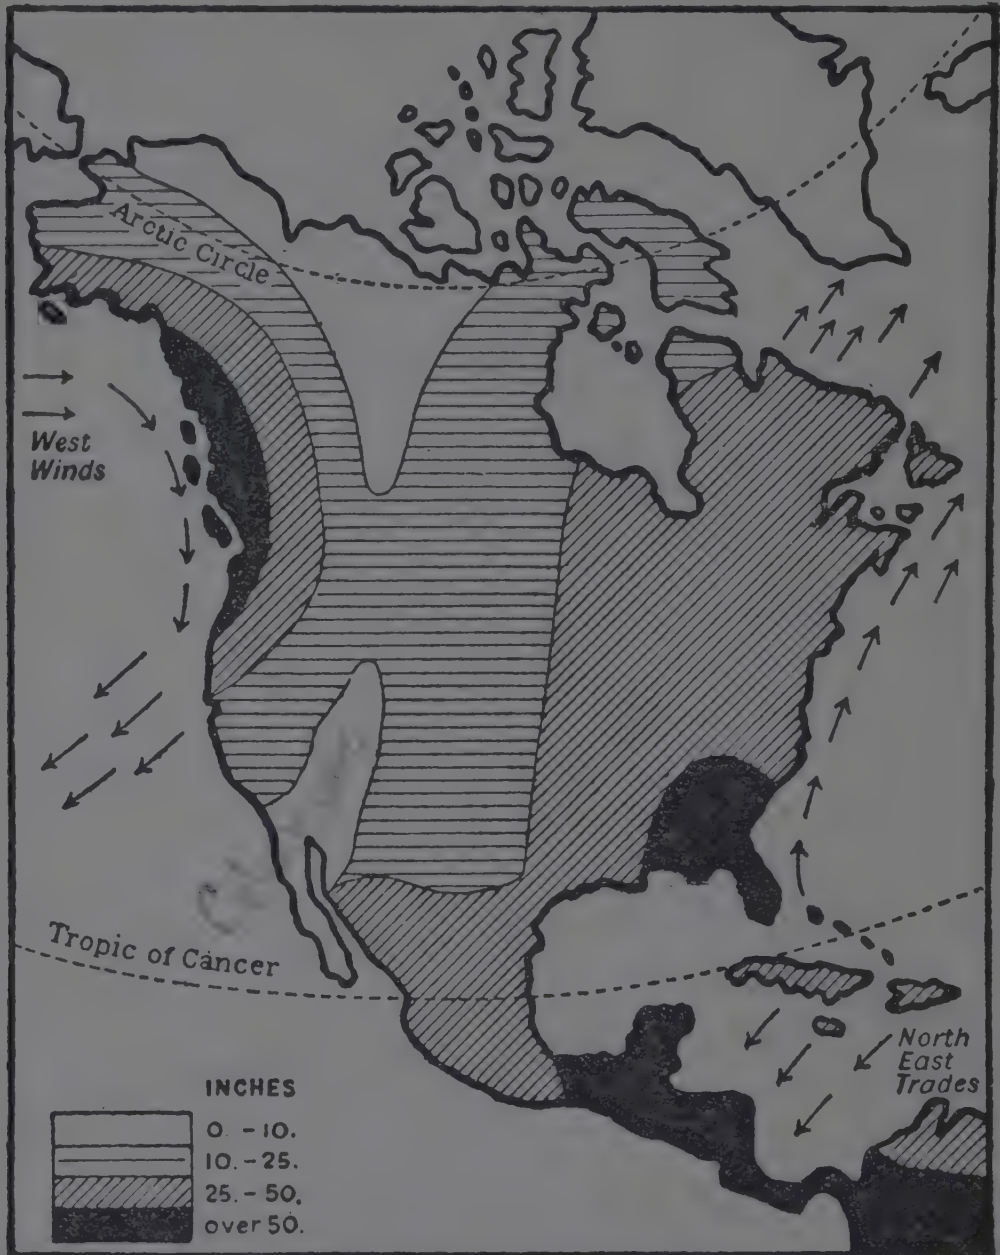 Arctic Circle
West
Winds
Tropic of Cancer
North
East
Trades
INCHES
0. - 10.
10. - 25.
25. - 50.
over 50.